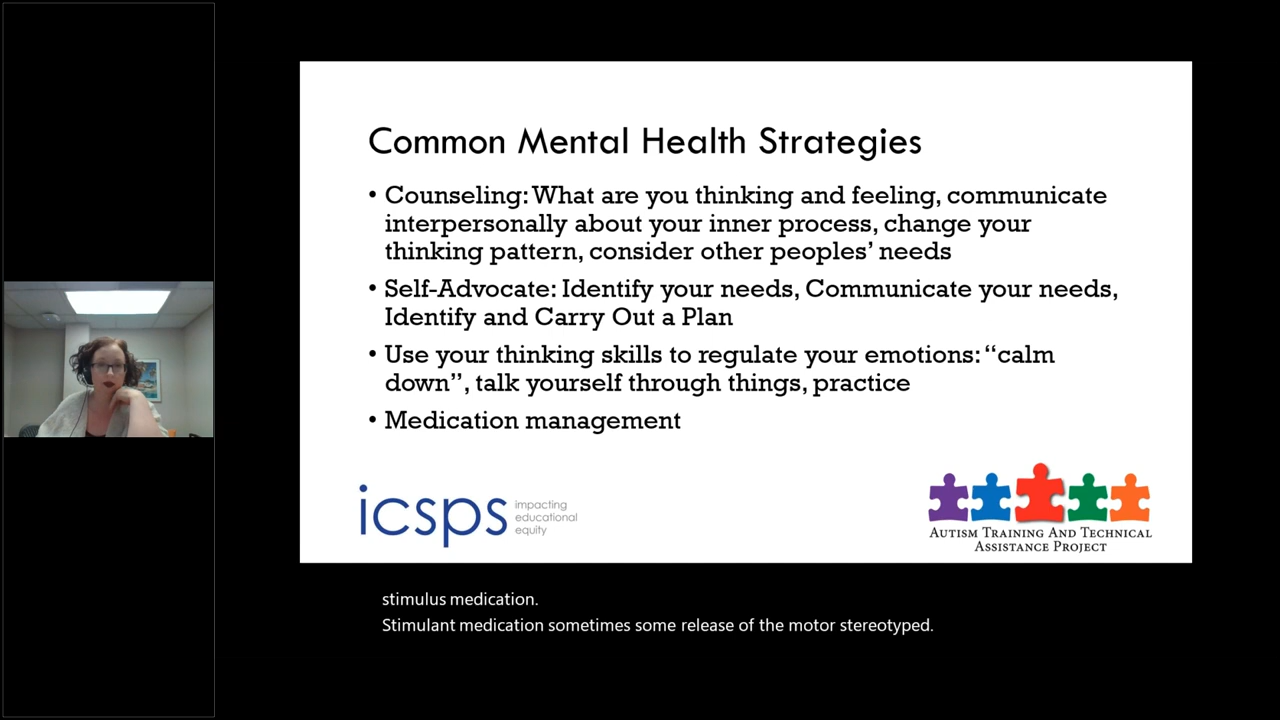 Common Mental Health Strategies
• Counseling: What are you thinking and feeling, communicate
interpersonally about your inner process, change your
thinking pattern, consider other peoples’ needs
• Self-Advocate: Identify your needs, Communicate your needs,
Identify and Carry Out a Plan
• Use your thinking skills to regulate your emotions: “calm
down”, talk yourself through things, practice
• Medication management
icsps
impacting
educational
equity
AUTISM TRAINING AND TECHNICAL
ASSISTANCE PROJECT
stimulus medication.
Stimulant medication sometimes some release of the motor stereotyped.